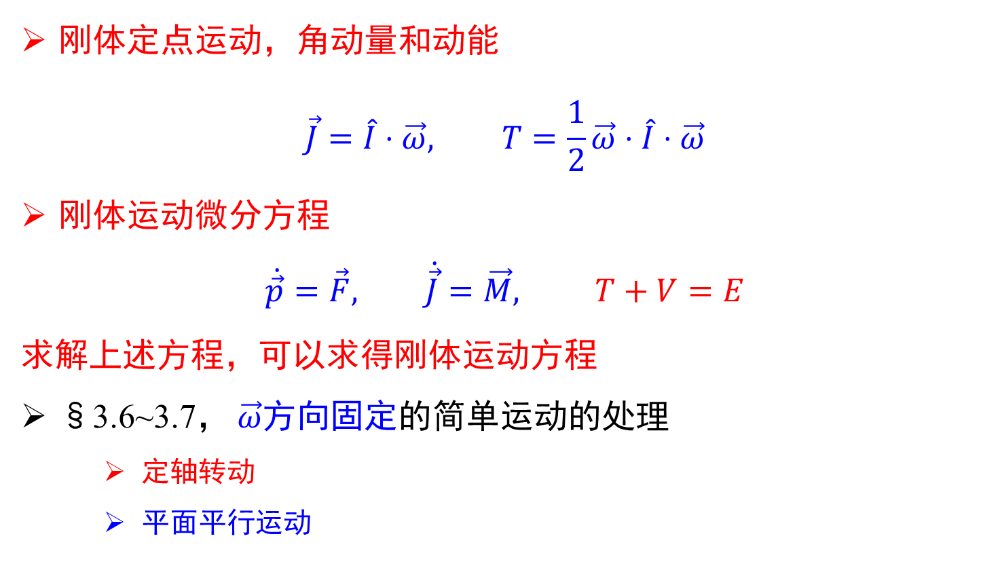 ➢ 刚体定点运动，角动量和动能
$\vec{J} = \hat{I} \cdot \vec{\omega}, \quad T = \frac{1}{2} \vec{\omega} \cdot \hat{I} \cdot \vec{\omega}$
➢ 刚体运动微分方程
$\dot{\vec{p}} = \vec{F}, \quad \dot{\vec{J}} = \vec{M}, \quad T + V = E$
求解上述方程，可以求得刚体运动方程
➢ §3.6~3.7， $\vec{\omega}$方向固定的简单运动的处理
➢ 定轴转动
➢ 平面平行运动